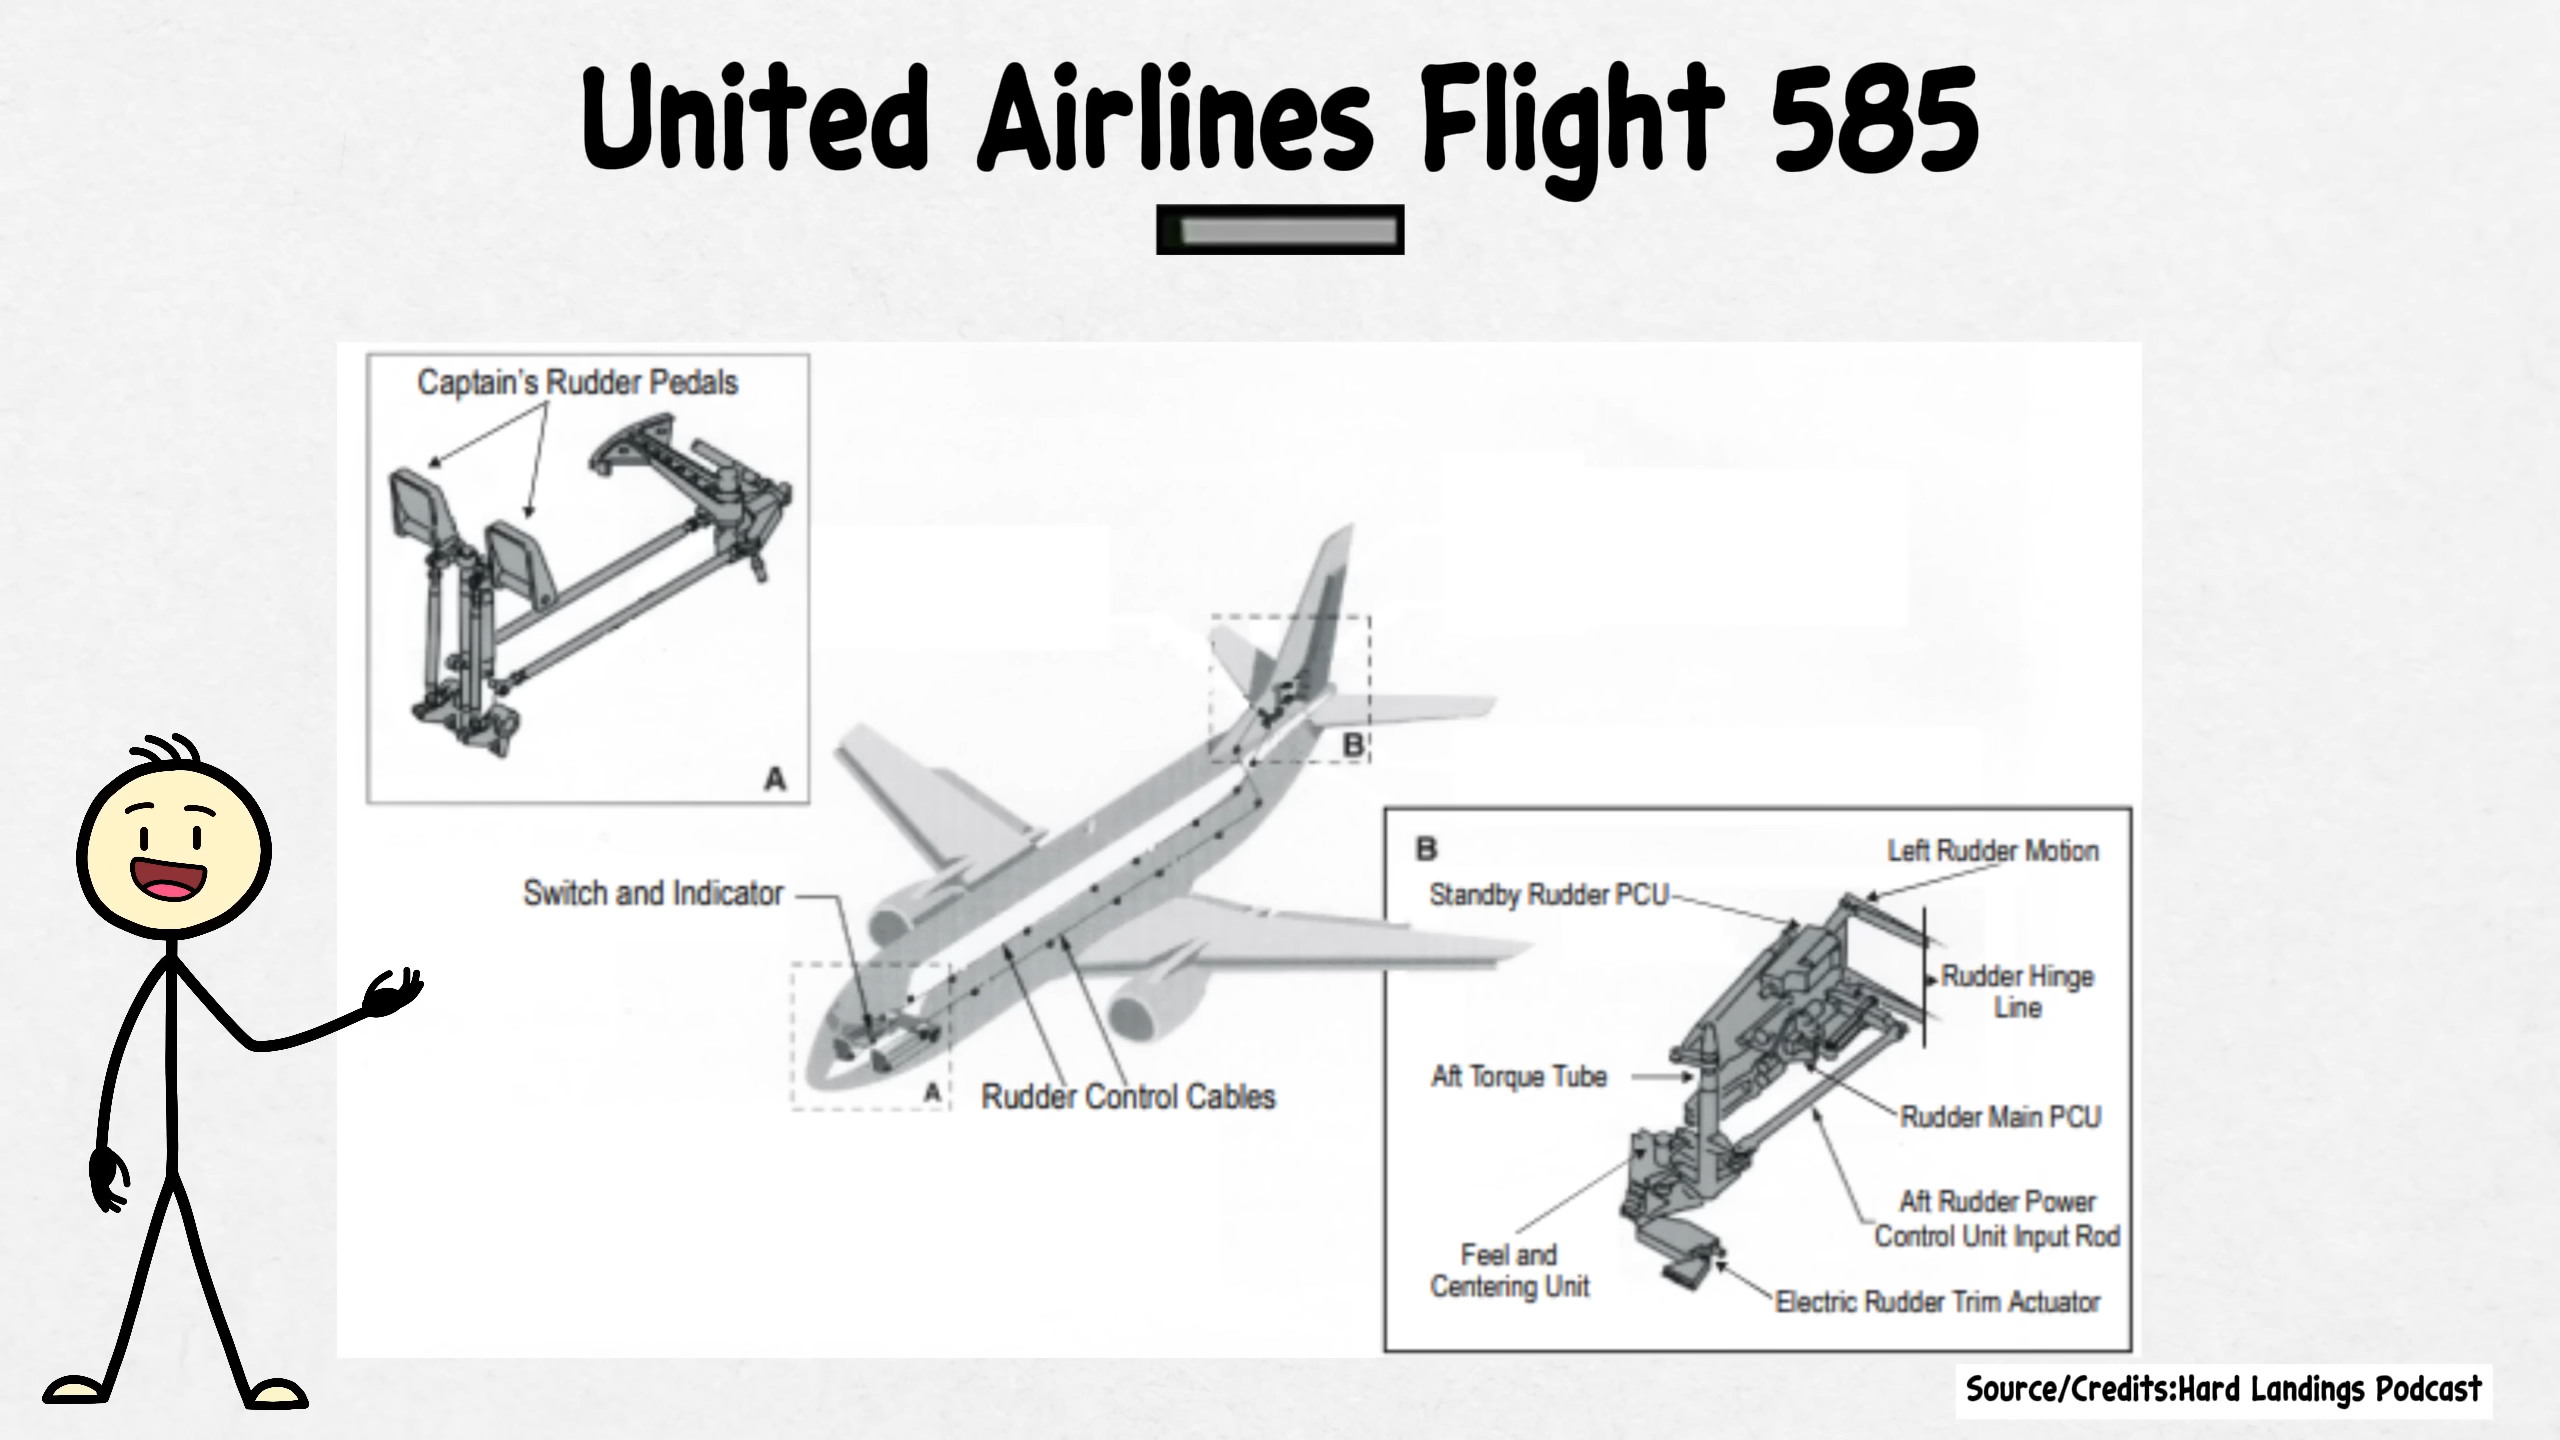 United Airlines Flight 585
Captain's Rudder Pedals
A
B
Switch and Indicator
A
Rudder Control Cables
B
Left Rudder Motion
Standby Rudder PCU
Rudder Hinge
Line
Aft Torque Tube
Rudder Main PCU
Aft Rudder Power
Control Unit Input Rod
Feel and
Centering Unit
Electric Rudder Trim Actuator
Source/Credits:Hard Landings Podcast